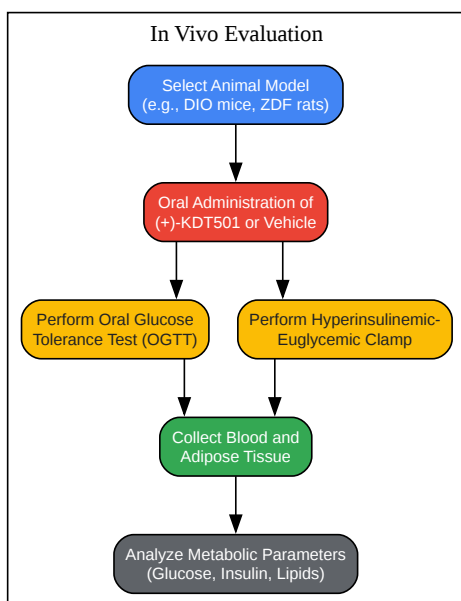 In Vivo Evaluation
Select Animal Model
(e.g., DIO mice, ZDF rats)
Oral Administration of
(+)-KDT501 or Vehicle
Perform Oral Glucose
Tolerance Test (OGTT)
Perform Hyperinsulinemic-
Euglycemic Clamp
Collect Blood and
Adipose Tissue
Analyze Metabolic Parameters
(Glucose, Insulin, Lipids)